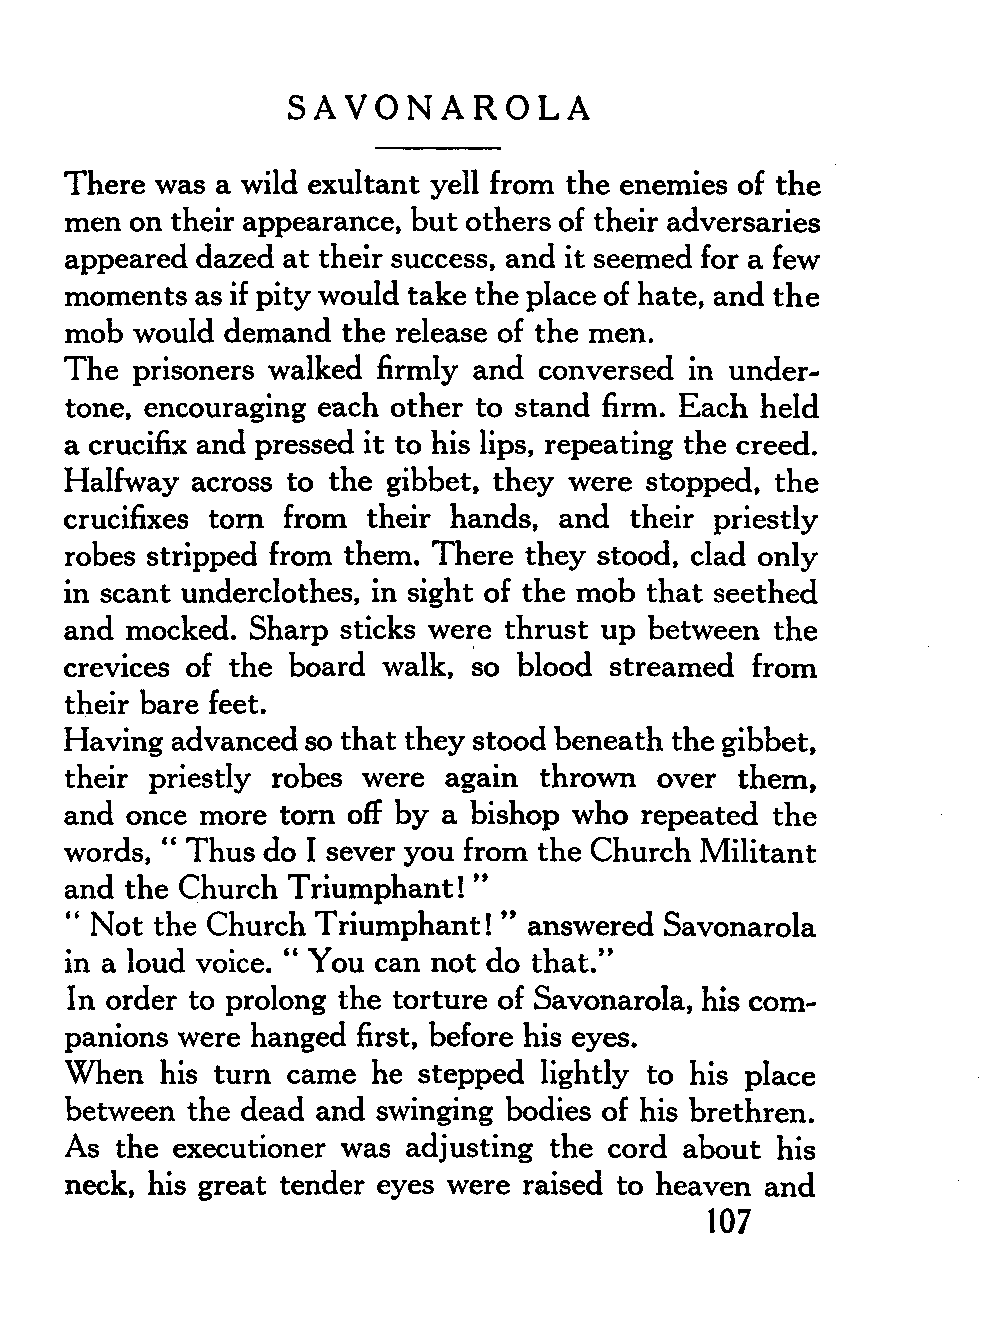 SAVONAROLA
There was a wild exultant yell from the enemies of the
men on their appearance, but others of their adversaries
appeared dazed at their success, and it seemed for a few
moments as if pity would take the place of hate, and the
mob would demand the release of the men.
The prisoners walked firmly and conversed in under-
tone, encouraging each other to stand firm. Each held
a crucifix and pressed it to his lips, repeating the creed.
Halfway across to the gibbet, they were stopped, the
crucifixes torn from their hands, and their priestly
robes stripped from them. There they stood, clad only
in scant underclothes, in sight of the mob that seethed
and mocked. Sharp sticks were thrust up between the
crevices of the board walk, so blood streamed from
their bare feet.
Having advanced so that they stood beneath the gibbet,
their priestly robes were again thrown over them,
and once more torn off by a bishop who repeated the
words, “ Thus do I sever you from the Church Militant
and the Church Triumphant! ”
“ Not the Church Triumphant! ” answered Savonarola
in a loud voice. “ You can not do that.”
In order to prolong the torture of Savonarola, his com-
panions were hanged first, before his eyes.
When his turn came he stepped lightly to his place
between the dead and swinging bodies of his brethren.
As the executioner was adjusting the cord about his
neck, his great tender eyes were raised to heaven and
107